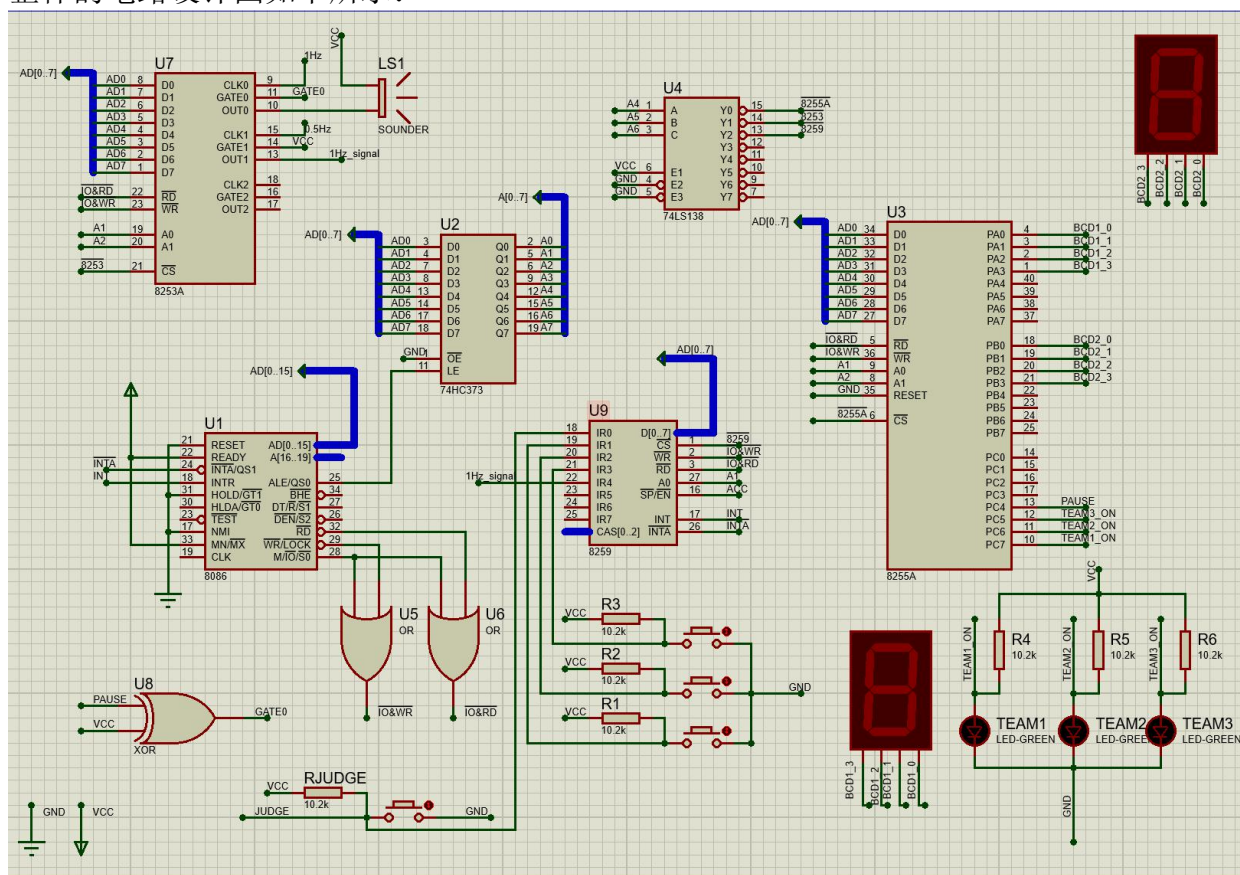 VCC
1Hz
LS1
SOUNDER
U7
AD[0..7]
AD0 8 D0 CLK0 9
AD1 7 D1 GATE0 11 GATE0
AD2 6 D2 OUT0 10
AD3 5 D3
AD4 4 D4 CLK1 15 0.5Hz
AD5 3 D5 GATE1 14 VCC
AD6 2 D6 OUT1 13 1Hz_signal
AD7 1 D7
CLK2 18
IO&RD 22 RD GATE2 16
IO&WR 23 WR OUT2 17
A1 19 A0
A2 20 A1
8253 21 CS
8253A
U4
A4 1 A Y0 15 8255A
A5 2 B Y1 14 8253
A6 3 C Y2 13 8259
Y3 12
Y4 11
VCC 6 E1 Y5 10
GND 4 E2 Y6 9
GND 5 E3 Y7 7
74LS138
BCD2_3
BCD2_2
BCD2_1
BCD2_0
U2
AD[0..7]
A[0..7]
AD0 3 D0 Q0 2 A0
AD1 4 D1 Q1 5 A1
AD2 7 D2 Q2 6 A2
AD3 8 D3 Q3 9 A3
AD4 13 D4 Q4 12 A4
AD5 14 D5 Q5 15 A5
AD6 17 D6 Q6 16 A6
AD7 18 D7 Q7 19 A7
GND 1 OE
11 LE
74HC373
U3
AD[0..7]
AD0 34 D0 PA0 4 BCD1_0
AD1 33 D1 PA1 3 BCD1_1
AD2 32 D2 PA2 2 BCD1_2
AD3 31 D3 PA3 1 BCD1_3
AD4 30 D4 PA4 40
AD5 29 D5 PA5 39
AD6 28 D6 PA6 38
AD7 27 D7 PA7 37
IO&RD 5 RD PB0 18 BCD2_0
IO&WR 36 WR PB1 19 BCD2_1
A1 9 A0 PB2 20 BCD2_2
A2 8 A1 PB3 21 BCD2_3
GND 35 RESET PB4 22
PB5 23
8255A 6 CS PB6 24
PB7 25
PC0 14
PC1 15
PC2 16
PC3 17
PC4 13 PAUSE
PC5 12 TEAM3_ON
PC6 11 TEAM2_ON
PC7 10 TEAM1_ON
8255A
AD[0..15]
U1
21 RESET AD[0..15]
22 READY A[16..19]
INTA 24 INTA/QS1
IN 18 INTR ALE/QS0 25
31 HOLD/GT1 BHE 34
30 HLDA/GT0 DT/R/S1 27
23 TEST DEN/S2 26
17 NMI RD 32
33 MN/MX WR/LOCK 29
19 CLK M/IO/S0 28
8086
AD[0..7]
U9
18 IR0 D[0..7]
19 IR1 CS 1 8259
20 IR2 WR 2 IO&WR
21 IR3 RD 3 IO&RD
1Hz_signal 22 IR4 A0 27 A1
23 IR5 SP/EN 16
24 IR6
25 IR7 INT 17 INT
CAS[0..2] INTA 26 INTA
8259
U5
OR
U6
OR
IO&WR
IO&RD
U8
PAUSE
VCC
GATE0
XOR
R3
VCC
10.2k
R2
VCC
10.2k
R1
VCC
10.2k
GND
RJUDGE
VCC
10.2k
JUDGE
GND
GND
VCC
BCD1_3
BCD1_2
BCD1_1
BCD1_0
VCC
TEAM1_ON
TEAM2_ON
TEAM3_ON
R4
10.2k
R5
10.2k
R6
10.2k
TEAM1
LED-GREEN
TEAM2
LED-GREE
TEAM3
LED-GREEN
GND